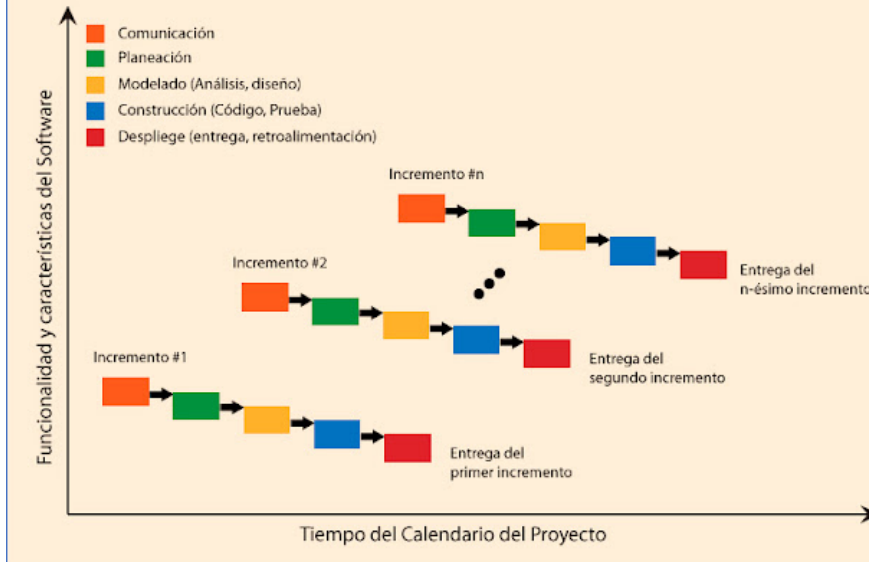 Funcionalidad y características del Software
Comunicación
Planeación
Modelado (Análisis, diseño)
Construcción (Código, Prueba)
Despliege (entrega, retroalimentación)
Incremento #n
Entrega del
n-ésimo incremento
Incremento #2
Entrega del
segundo incremento
Incremento #1
Entrega del
primer incremento
Tiempo del Calendario del Proyecto